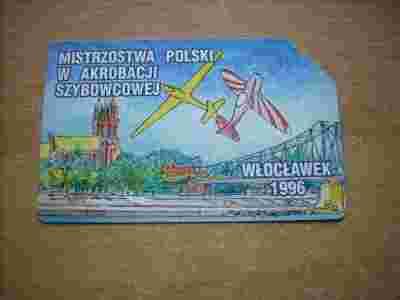 MISTRZOSTWA POLSKI
W AKROBACJI
SZYBOWCOWEJ
WŁOCŁAWEK
1996